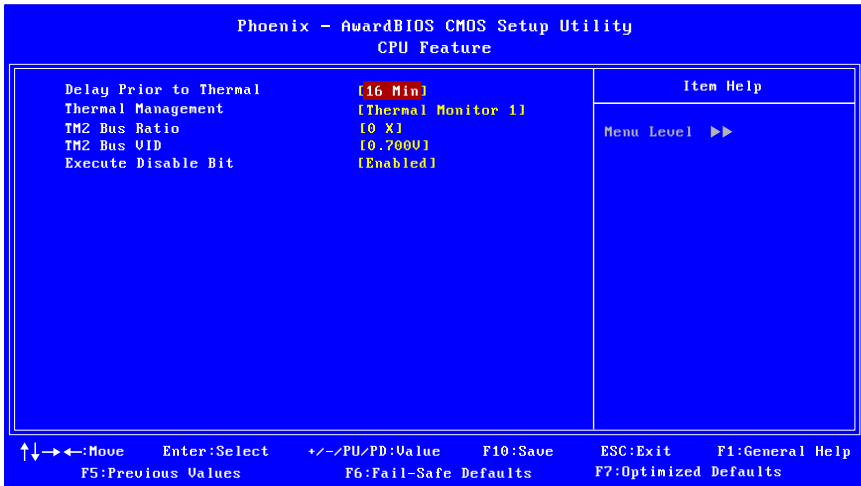 Phoenix – AwardBIOS CMOS Setup Utility
CPU Feature
Delay Prior to Thermal [16 Min]
Thermal Management [Thermal Monitor 1]
TM2 Bus Ratio [0 X]
TM2 Bus VID [0.700V]
Execute Disable Bit [Enabled]
Item Help
Menu Level ▶▶
↑↓→←:Move Enter:Select +/-/PU/PD:Value F10:Save ESC:Exit F1:General Help
F5:Previous Values F6:Fail-Safe Defaults F7:Optimized Defaults